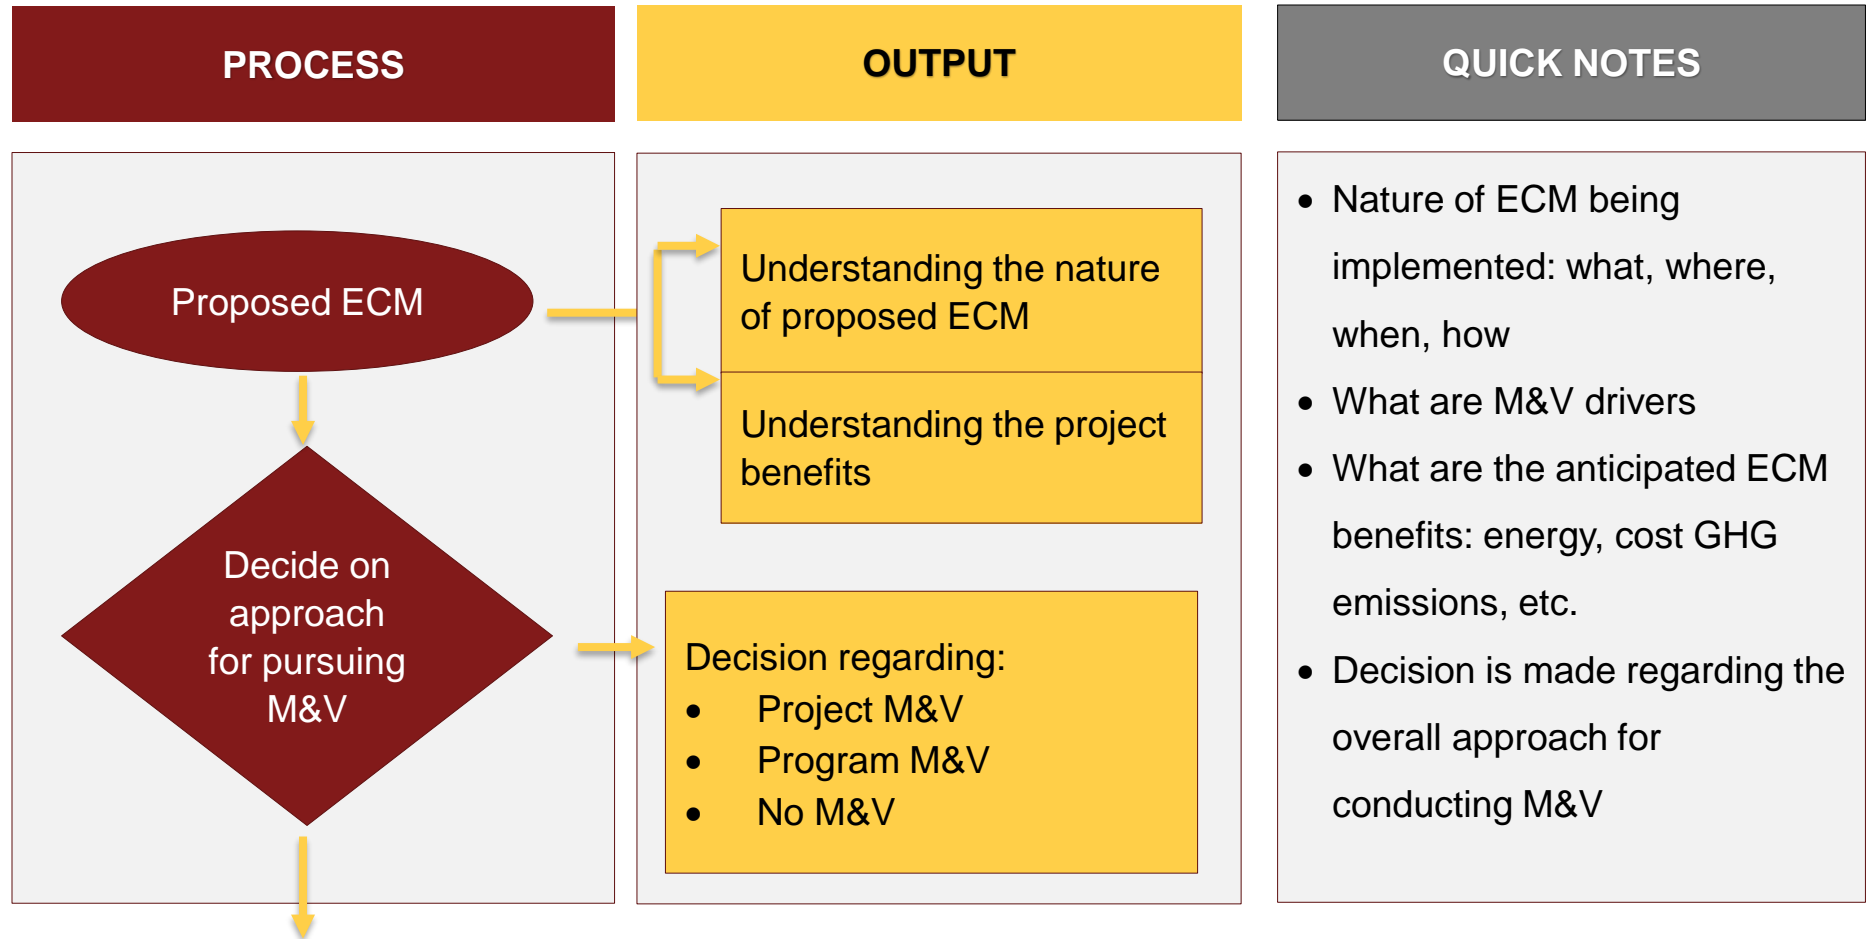 PROCESS
OUTPUT
QUICK NOTES
Proposed ECM
Decide on
approach
for pursuing
M&V
Understanding the nature
of proposed ECM
Understanding the project
benefits
Decision regarding:
• Project M&V
• Program M&V
• No M&V
• Nature of ECM being
implemented: what, where,
when, how
• What are M&V drivers
• What are the anticipated ECM
benefits: energy, cost GHG
emissions, etc.
• Decision is made regarding the
overall approach for
conducting M&V